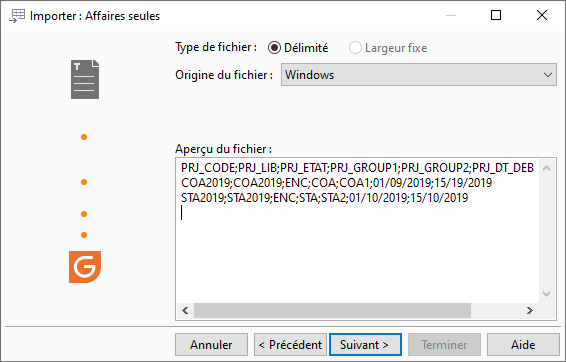 Importer : Affaires seules
Type de fichier : Délimité Largeur fixe
Origine du fichier : Windows
Aperçu du fichier :
PRJ_CODE;PRJ_LIB;PRJ_ETAT;PRJ_GROUP1;PRJ_GROUP2;PRJ_DT_DEB
COA2019;COA2019;ENC;COA;COA1;01/09/2019;15/19/2019
STA2019;STA2019;ENC;STA;STA2;01/10/2019;15/10/2019
Annuler < Précédent Suivant > Terminer Aide